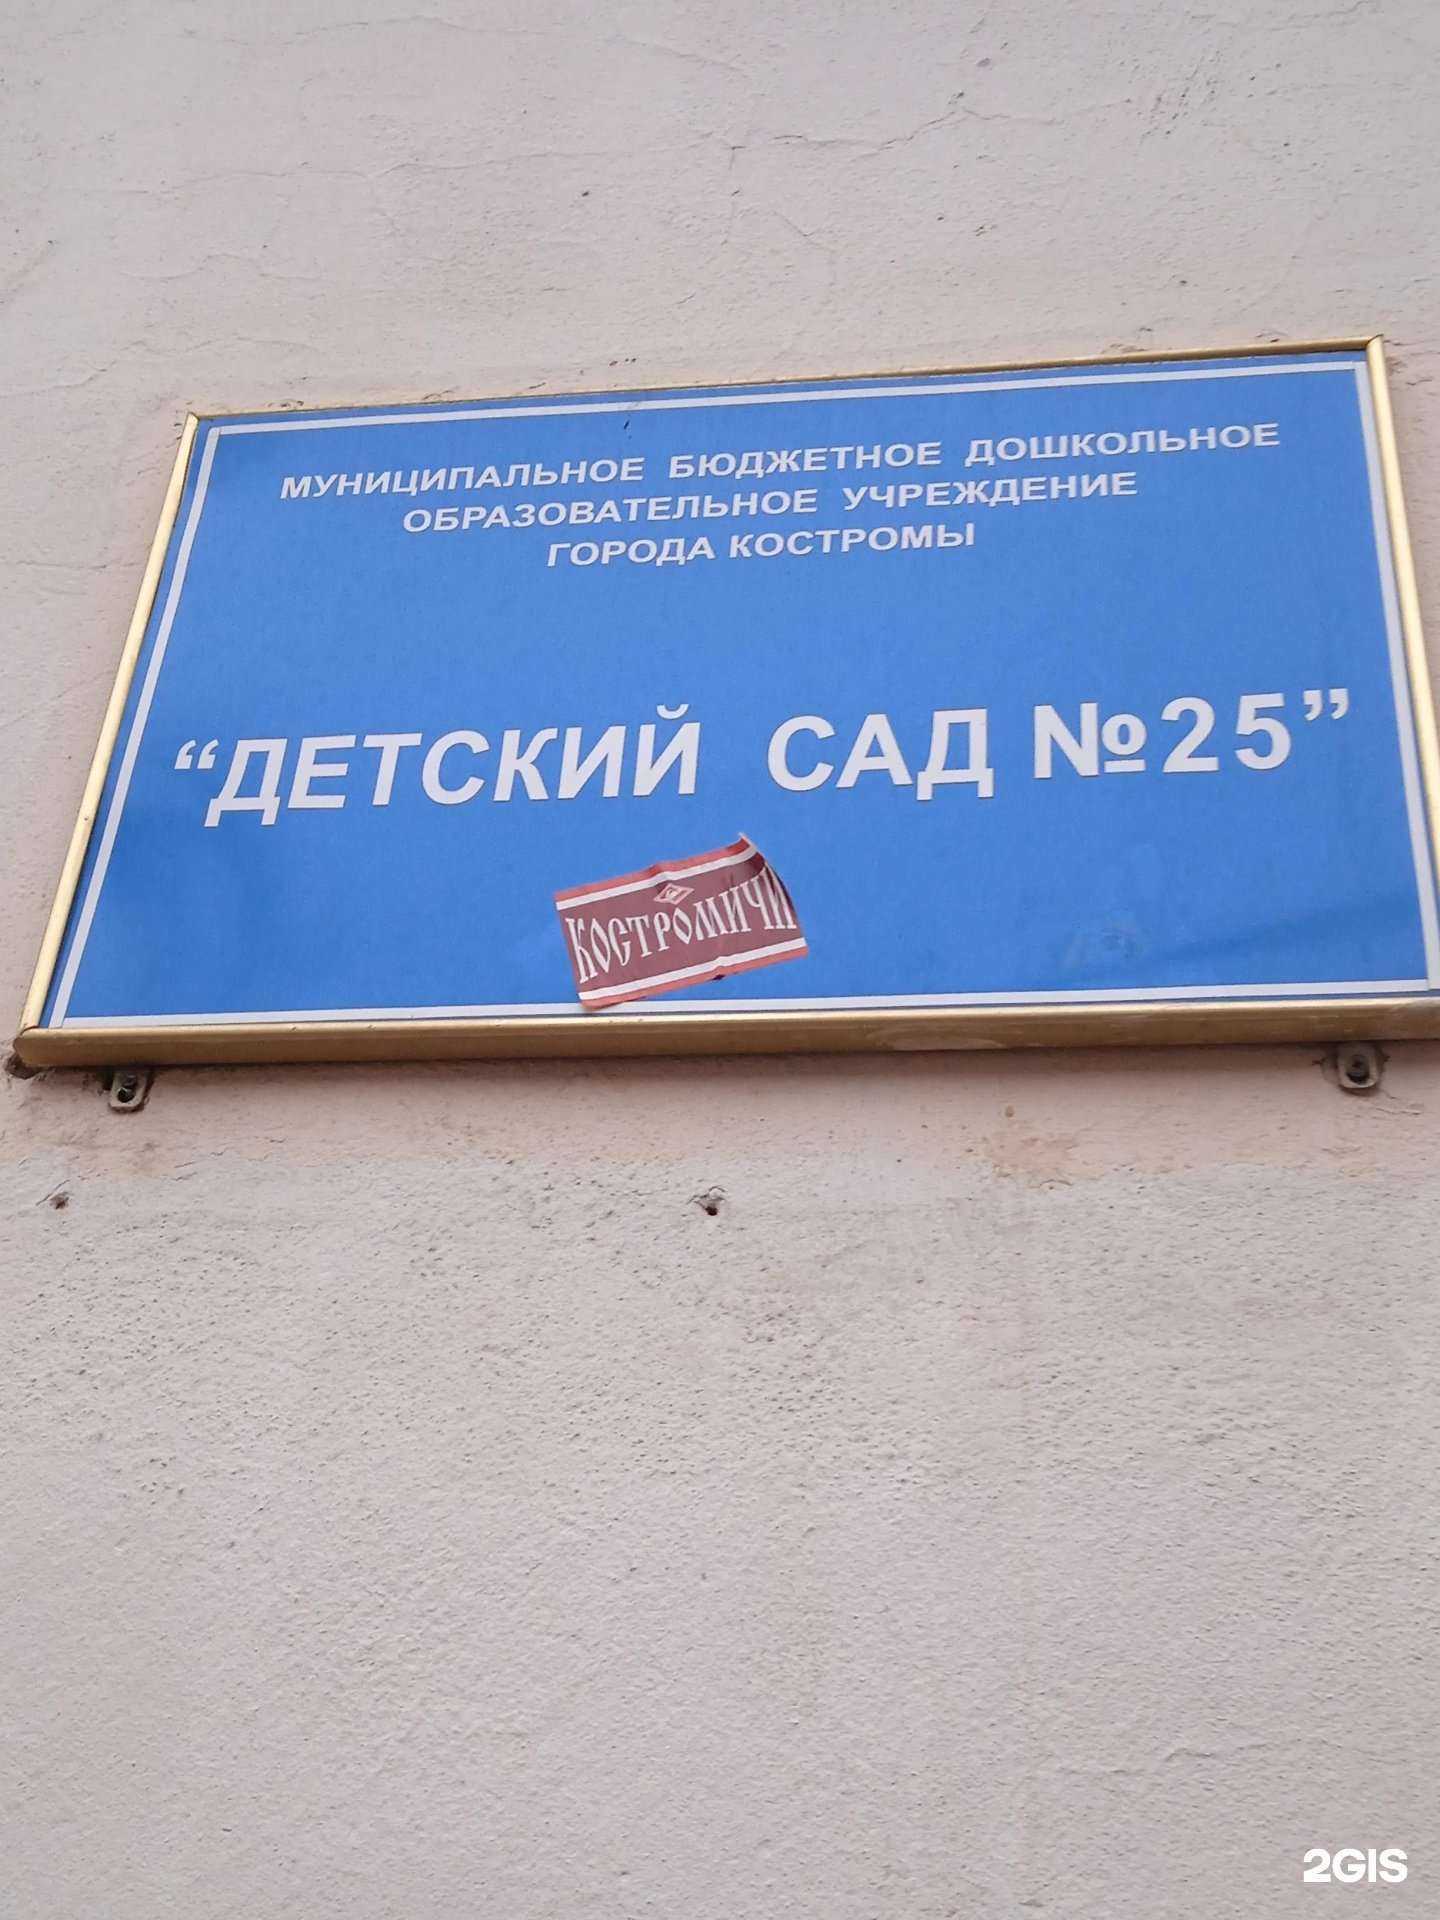 МУНИЦИПАЛЬНОЕ БЮДЖЕТНОЕ ДОШКОЛЬНОЕ
ОБРАЗОВАТЕЛЬНОЕ УЧРЕЖДЕНИЕ
ГОРОДА КОСТРОМЫ
“ДЕТСКИЙ САД №25”
КОСТРОМИЧИ
2GIS